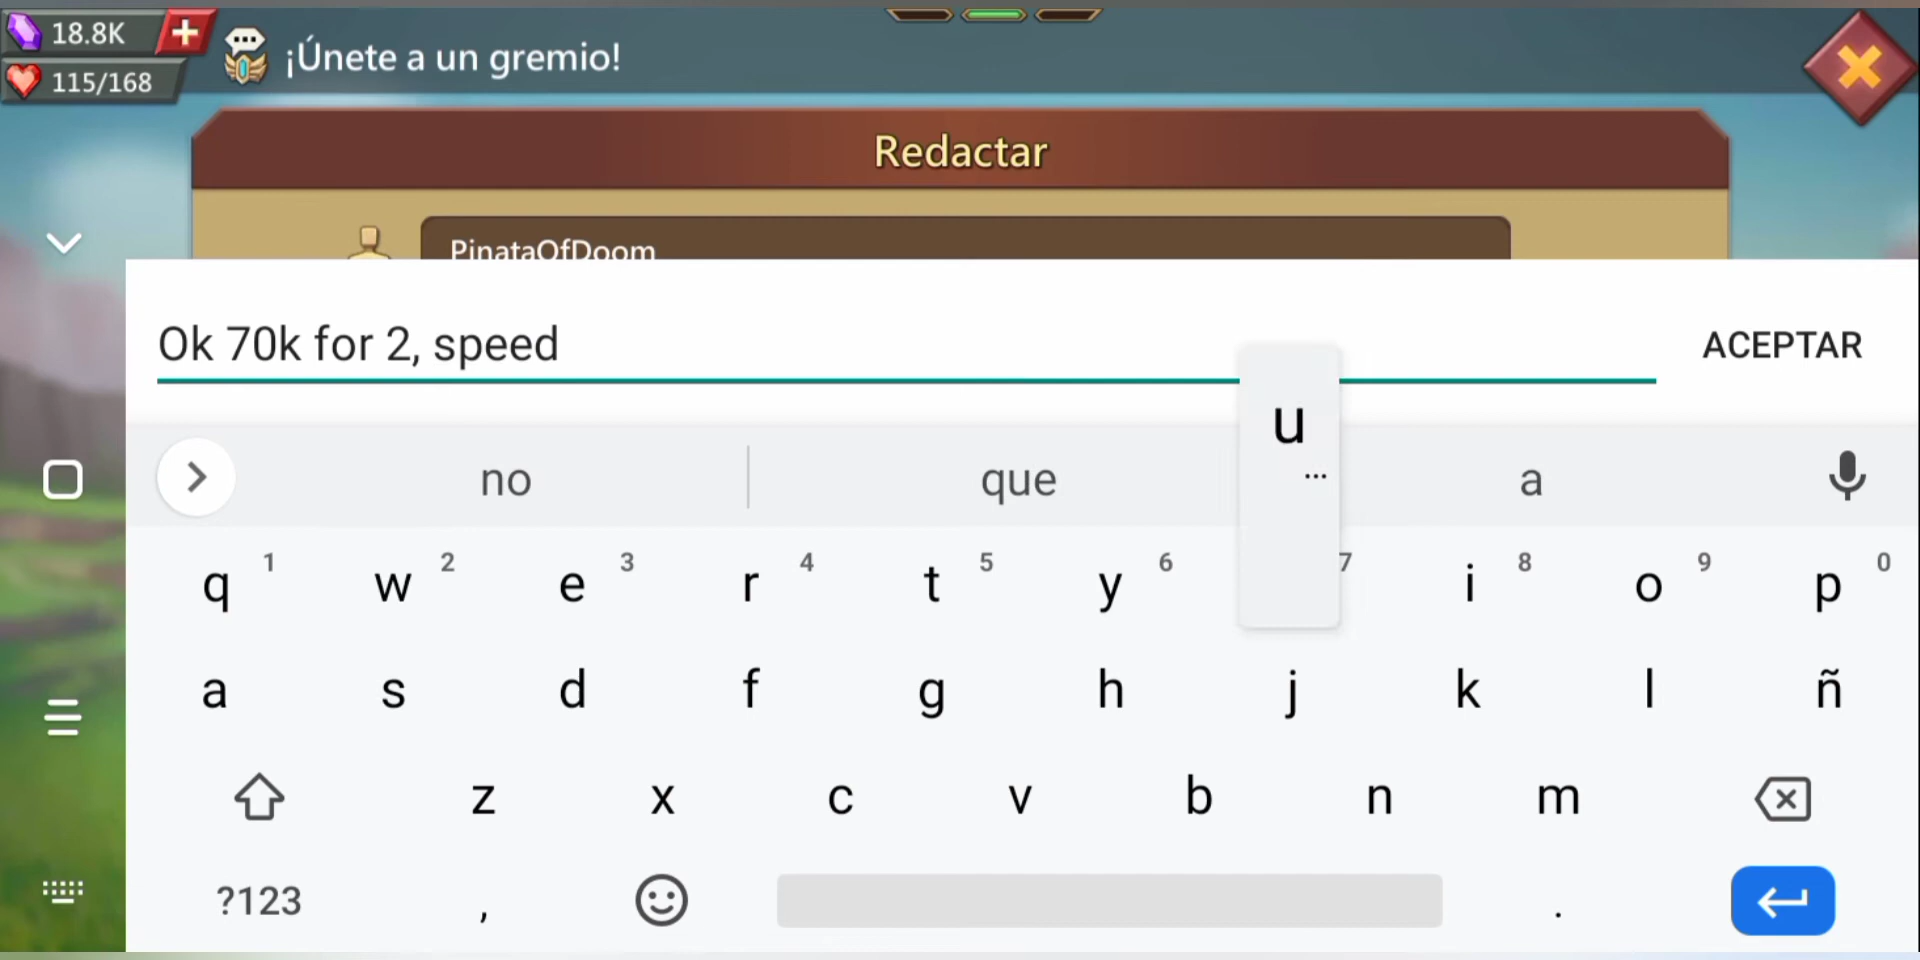 18.8K
115/168
¡Únete a un gremio!
Redactar
PinataOfDoom
Ok 70k for 2, speed
ACEPTAR
u
...
no
que
a
q 1 w 2 e 3 r 4 t 5 y 6 7 i 8 o 9 p 0
a s d f g h j k l ñ
z x c v b n m
?123 , .